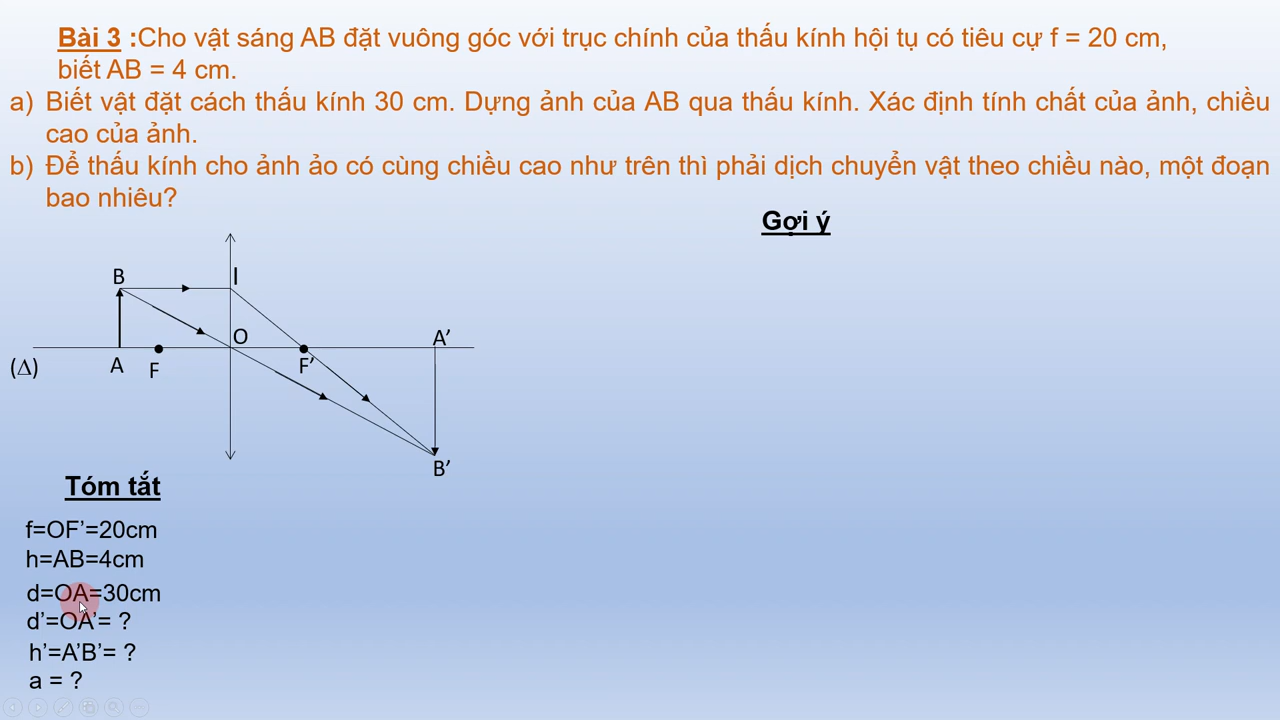 Bài 3 :Cho vật sáng AB đặt vuông góc với trục chính của thấu kính hội tụ có tiêu cự f = 20 cm,
biết AB = 4 cm.
a) Biết vật đặt cách thấu kính 30 cm. Dựng ảnh của AB qua thấu kính. Xác định tính chất của ảnh, chiều
cao của ảnh.
b) Để thấu kính cho ảnh ảo có cùng chiều cao như trên thì phải dịch chuyển vật theo chiều nào, một đoạn
bao nhiêu?
Gợi ý
B I
O A’
(Δ) A F F’
B’
Tóm tắt
f=OF’=20cm
h=AB=4cm
d=OA=30cm
d’=OA’= ?
h’=A’B’= ?
a = ?